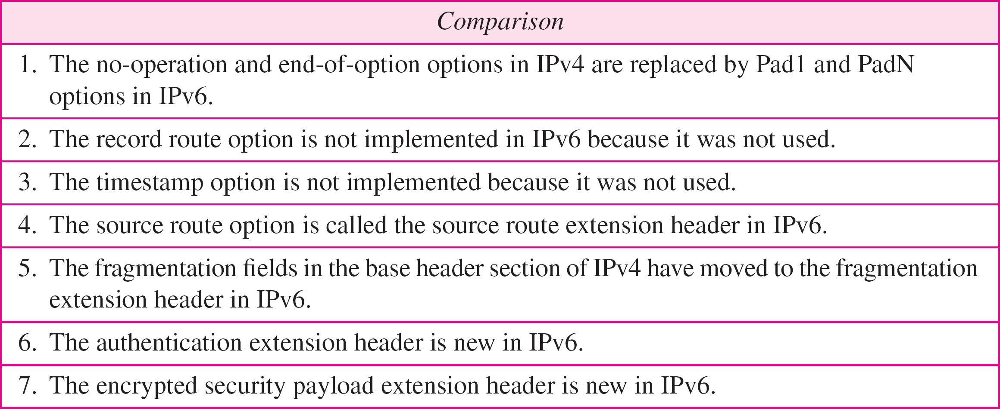 Comparison
1. The no-operation and end-of-option options in IPv4 are replaced by Pad1 and PadN
options in IPv6.
2. The record route option is not implemented in IPv6 because it was not used.
3. The timestamp option is not implemented because it was not used.
4. The source route option is called the source route extension header in IPv6.
5. The fragmentation fields in the base header section of IPv4 have moved to the fragmentation
extension header in IPv6.
6. The authentication extension header is new in IPv6.
7. The encrypted security payload extension header is new in IPv6.